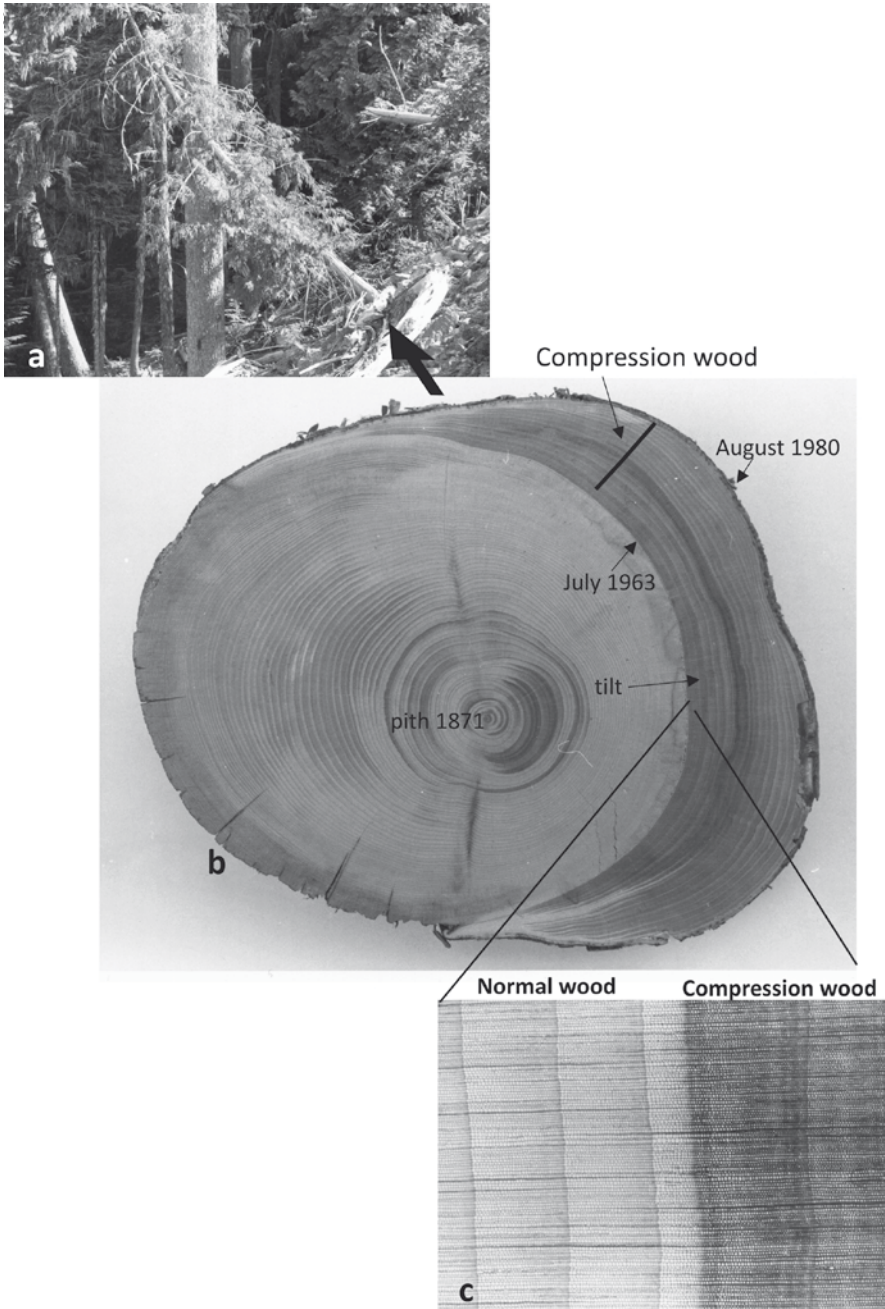 a
Compression wood
August 1980
July 1963
tilt
pith 1871
b
Normal wood
Compression wood
c